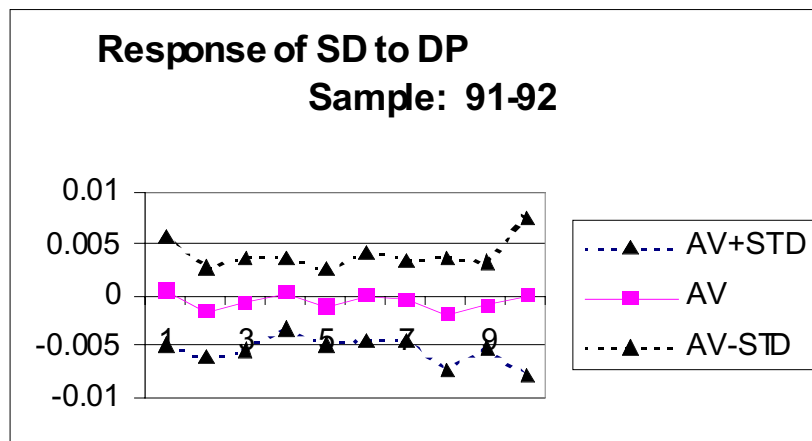 Response of SD to DP
Sample: 91-92
0.01
0.005
0
-0.005
-0.01
1 3 5 7 9
AV+STD
AV
AV-STD